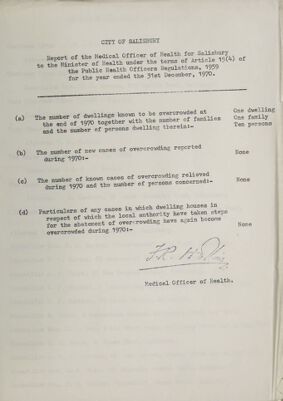 CITY OF SALISBURY
Report of the Medical Officer of Health for Salisbury
to the Minister of Health under the terms of Article 15(4) of
the Public Health Officers Regulations, 1959
for the year ended the 31st December, 1970.
(a) The number of dwellings known to be overcrowded at One dwelling
the end of 1970 together with the number of families One family
and the number of persons dwelling therein:- Ten persons
(b) The number of new cases of overcrowding reported
during 1970:- None
(c) The number of known cases of overcrowding relieved
during 1970 and the number of persons concerned:- None
(d) Particulars of any cases in which dwelling houses in
respect of which the local authority have taken steps
for the abatement of overcrowding have again become None
overcrowded during 1970:-
Medical Officer of Health.